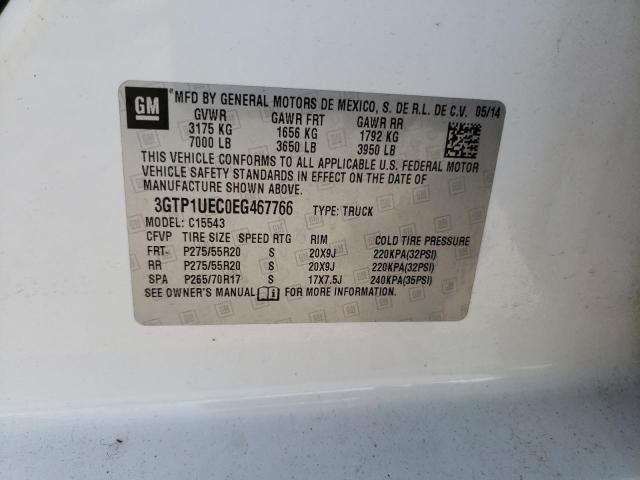 GM
*MFD BY GENERAL MOTORS DE MEXICO, S. DE R.L. DE C.V. 05/14
GVWR GAWR FRT GAWR RR
3175 KG 1656 KG 1792 KG
7000 LB 3650 LB 3950 LB
THIS VEHICLE CONFORMS TO ALL APPLICABLE U.S. FEDERAL MOTOR
VEHICLE SAFETY STANDARDS IN EFFECT ON THE DATE OF
MANUFACTURE SHOWN ABOVE.
3GTP1UEC0EG467766 TYPE: TRUCK
MODEL: C15543
CFVP TIRE SIZE SPEED RTG RIM COLD TIRE PRESSURE
FRT- P275/55R20 S 20X9J 220KPA(32PSI)
RR P275/55R20 S 20X9J 220KPA(32PSI)
SPA P265/70R17 S 17X7.5J 240KPA(35PSI)
SEE OWNER'S MANUAL i FOR MORE INFORMATION.